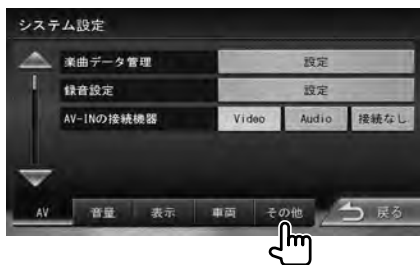 システム設定
楽曲データ管理 設定
録音設定 設定
AV-INの接続機器 Video Audio 接続なし
AV 音量 表示 車両 その他 戻る